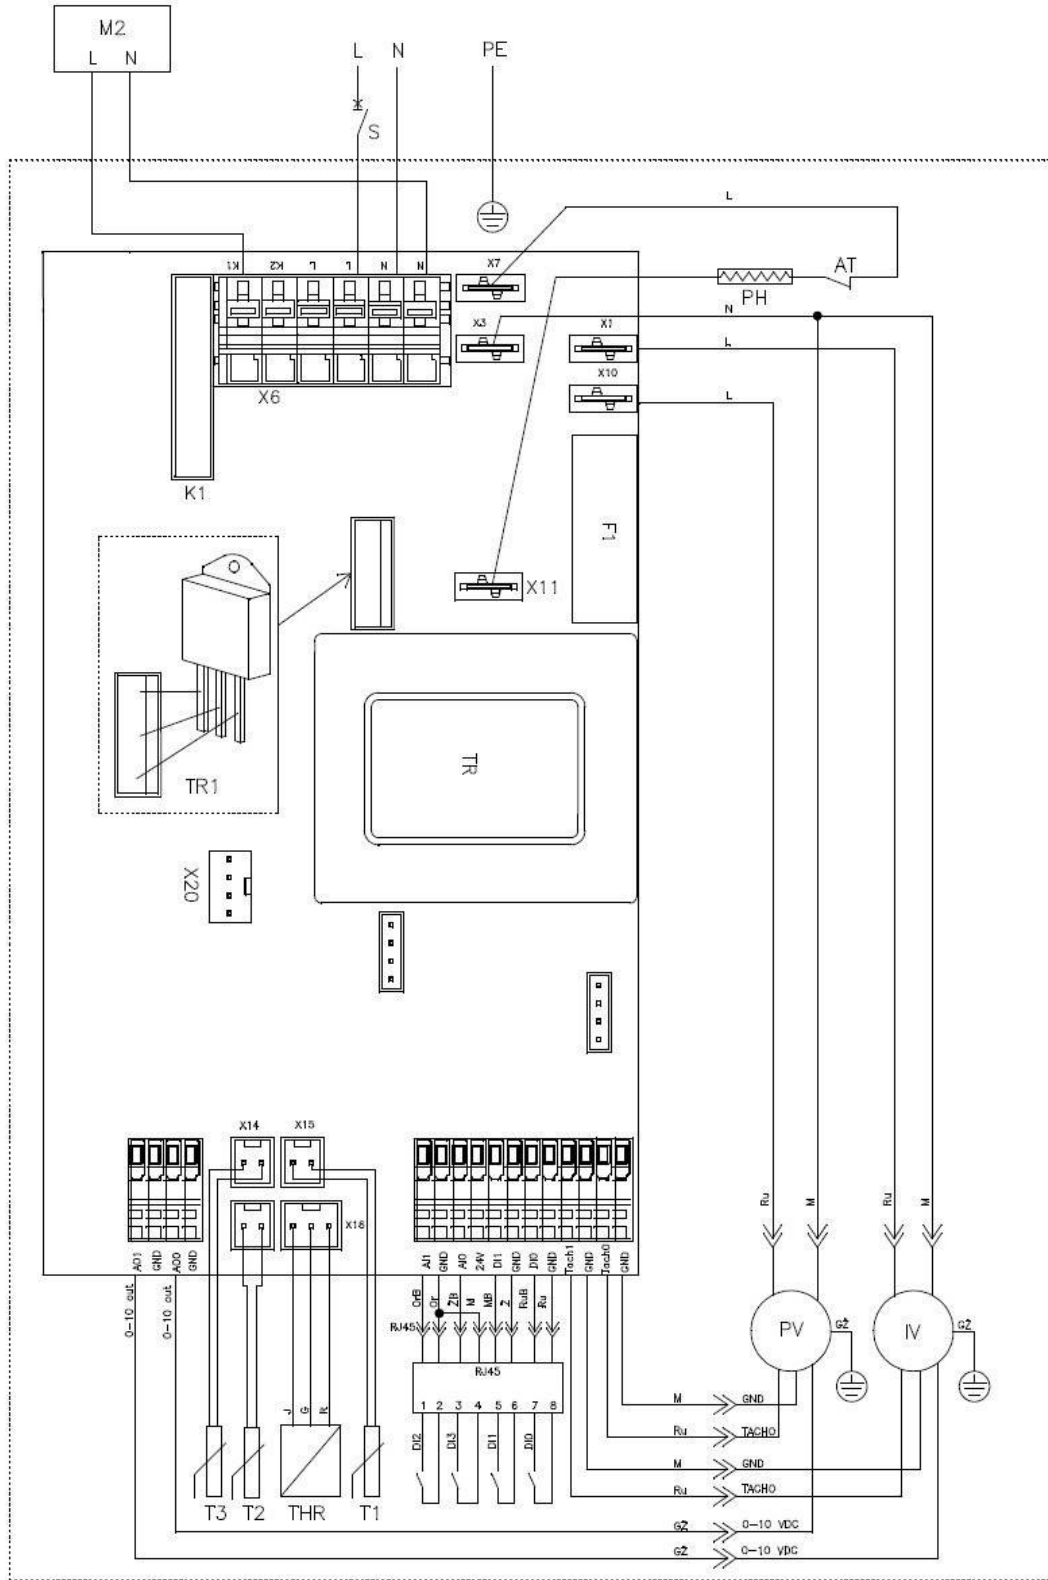 M2
L N
L N PE
S
L
K1 K2 L L N N
X7
AT
PH
N
X3
X1
L
X10
L
X6
K1
F1
X11
TR
TR1
X20
X14 X15
X16
AO1 GND AO0 GND
AI1 GND AI0 24V DI1 GND DI0 GND Tach1 GND Tach0 GND
0-10 out 0-10 out
OrB Or ŽB M MB Ž RuB Ru
RJ45
RJ45
1 2 3 4 5 6 7 8
DI2 DI3 DI1 DI0
J G R
T3 T2 THR T1
Ru M Ru M
PV GŽ IV GŽ
M GND
Ru TACHO
M GND
Ru TACHO
GŽ 0-10 VDC
GŽ 0-10 VDC